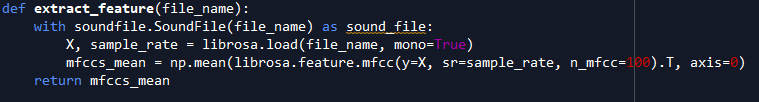 def extract_feature(file_name):
    with soundfile.SoundFile(file_name) as sound_file:
        X, sample_rate = librosa.load(file_name, mono=True)
        mfccs_mean = np.mean(librosa.feature.mfcc(y=X, sr=sample_rate, n_mfcc=100).T, axis=0)
    return mfccs_mean